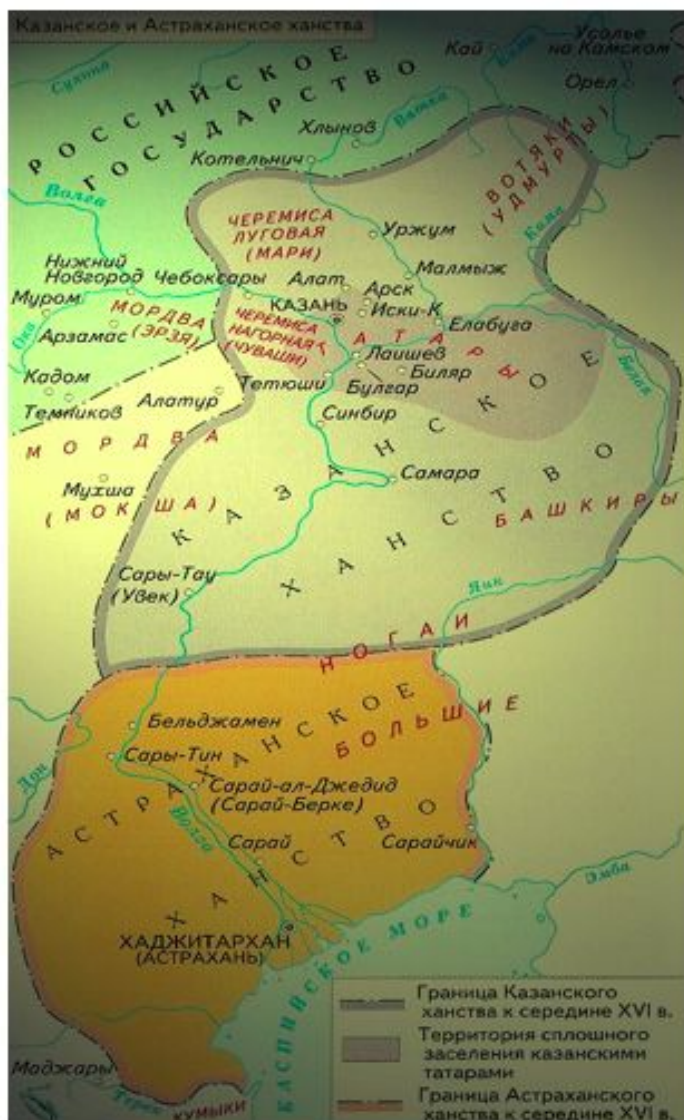 Казанское и Астраханское ханства
Усолье
на Камском
Кай
Кама
Орел
Сухона
РОССИЙСКОЕ
ГОСУДАРСТВО
Хлынов
Вятка
Котельнич
ВОТЯКИ
(УДМУРТЫ)
Волга
ЧЕРЕМИСА
ЛУГОВАЯ
(МАРИ)
Уржум
Кама
Нижний
Новгород
Чебоксары
Малмыж
Алат
Арск
Муром
МОРДВА
(ЭРЗЯ)
КАЗАНЬ
Иски-К
Ока
Арзамас
ЧЕРЕМИСА
НАГОРНАЯ
(ЧУВАШИ)
ТАТАРЫ
Елабуга
Лаишев
Белая
Кадом
Тетюши
Биляр
Булгар
Темников
Алатур
Синбир
МОРДВА
Самара
Мухша
(МОКША)
КАЗАНСКОЕ
ХАНСТВО
БАШКИРЫ
Сары-Тау
(Увек)
Яик
НОГАИ
БОЛЬШИЕ
Бельджамен
Сары-Тин
АСТРАХАНСКОЕ
ХАНСТВО
Дон
Сарай-ал-Джедид
(Сарай-Берке)
Волга
Сарай
Сарайчик
Эмба
ХАДЖИТАРХАН
(АСТРАХАНЬ)
КАСПИЙСКОЕ МОРЕ
Маджары
Терек
КУМЫКИ
Граница Казанского
ханства к середине XVI в.
Территория сплошного
заселения казанскими
татарами
Граница Астраханского
ханства к середине XVI в.